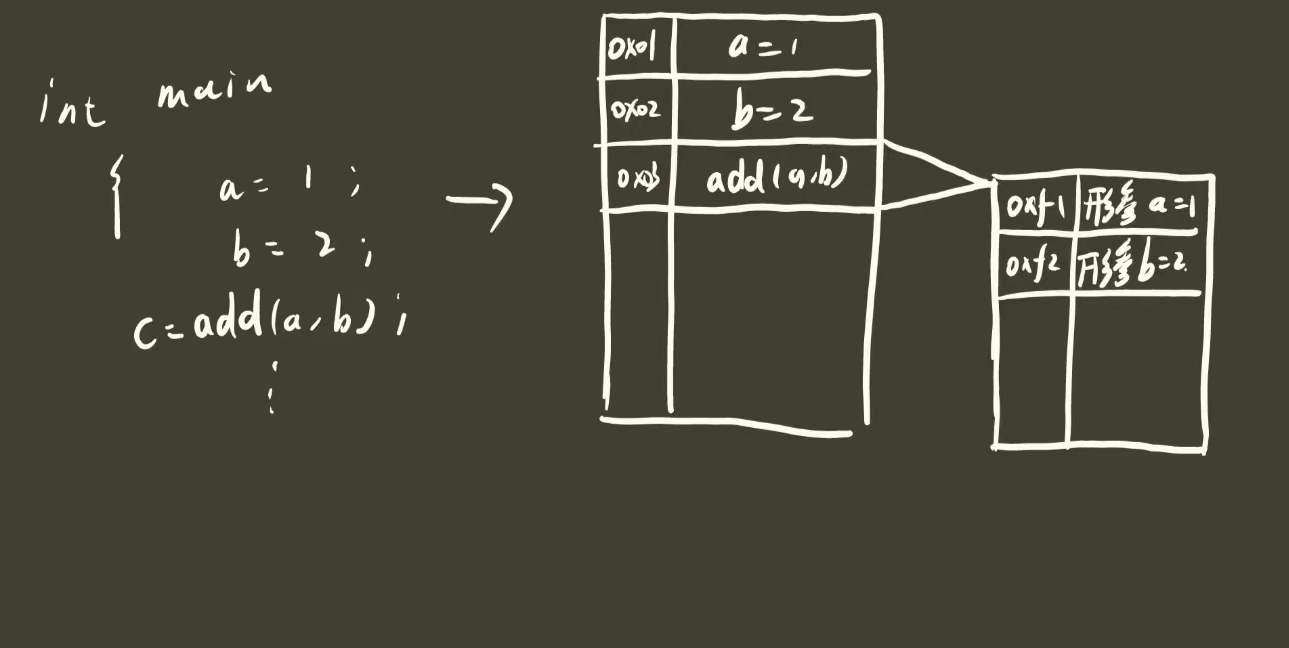 int main
{
a = 1 ;
b = 2 ;
c = add(a, b) ;
⋮
→
0x01 a = 1
0x02 b = 2
0x03 add(a,b)
0xf1 形参 a=1
0xf2 形参 b=2.